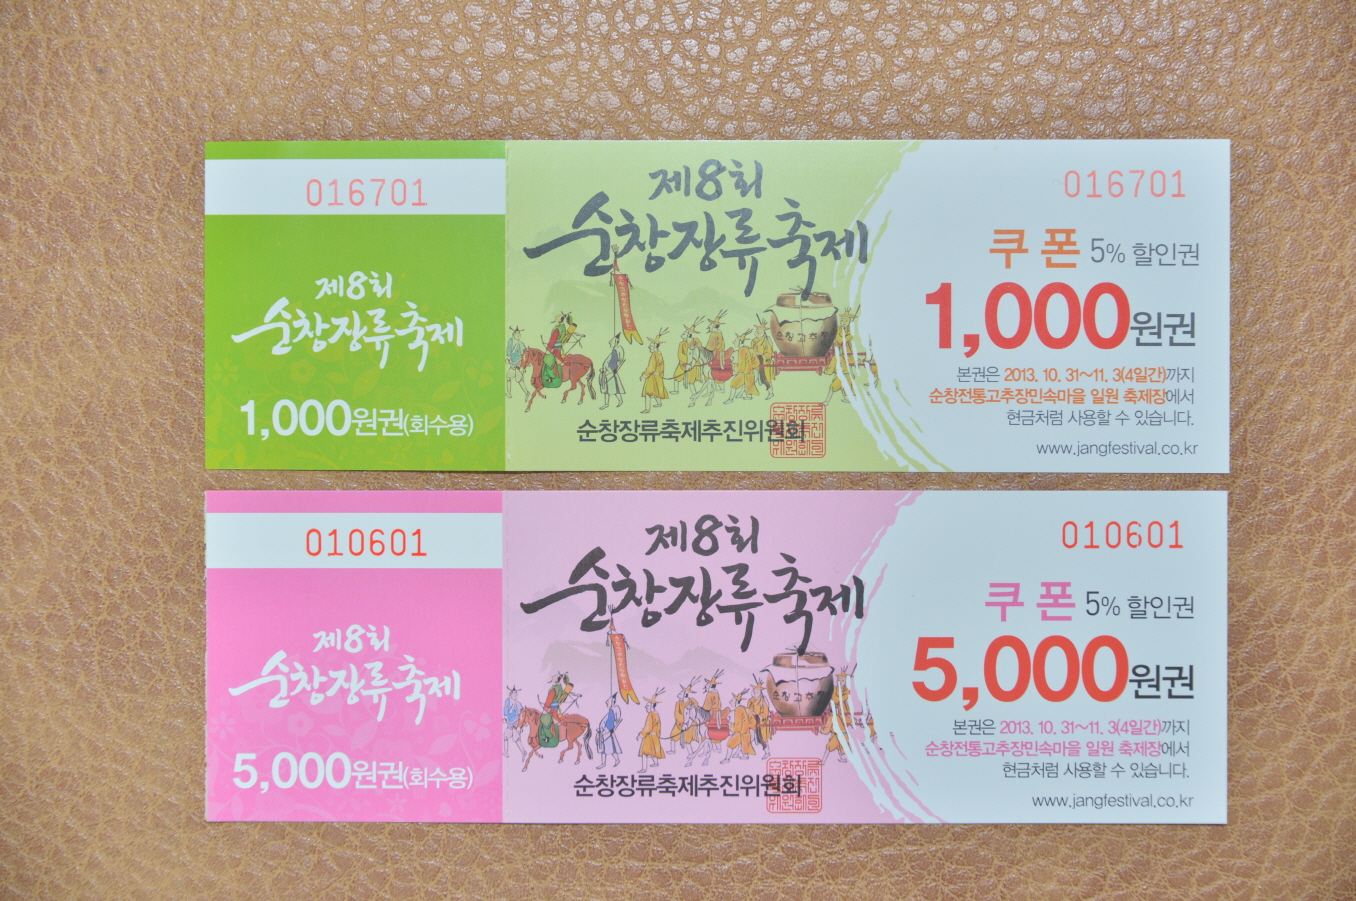 016701
제8회
순창장류축제
1,000원권(회수용)
제8회
순창장류축제
순창고추장
순창장류축제추진위원회
016701
쿠폰 5% 할인권
1,000원권
본권은 2013. 10. 31~11. 3(4일간)까지
순창전통고추장민속마을 일원 축제장에서
현금처럼 사용할 수 있습니다.
www.jangfestival.co.kr
010601
제8회
순창장류축제
5,000원권(회수용)
제8회
순창장류축제
순창고추장
순창장류축제추진위원회
010601
쿠폰 5% 할인권
5,000원권
본권은 2013. 10. 31~11. 3(4일간)까지
순창전통고추장민속마을 일원 축제장에서
현금처럼 사용할 수 있습니다.
www.jangfestival.co.kr